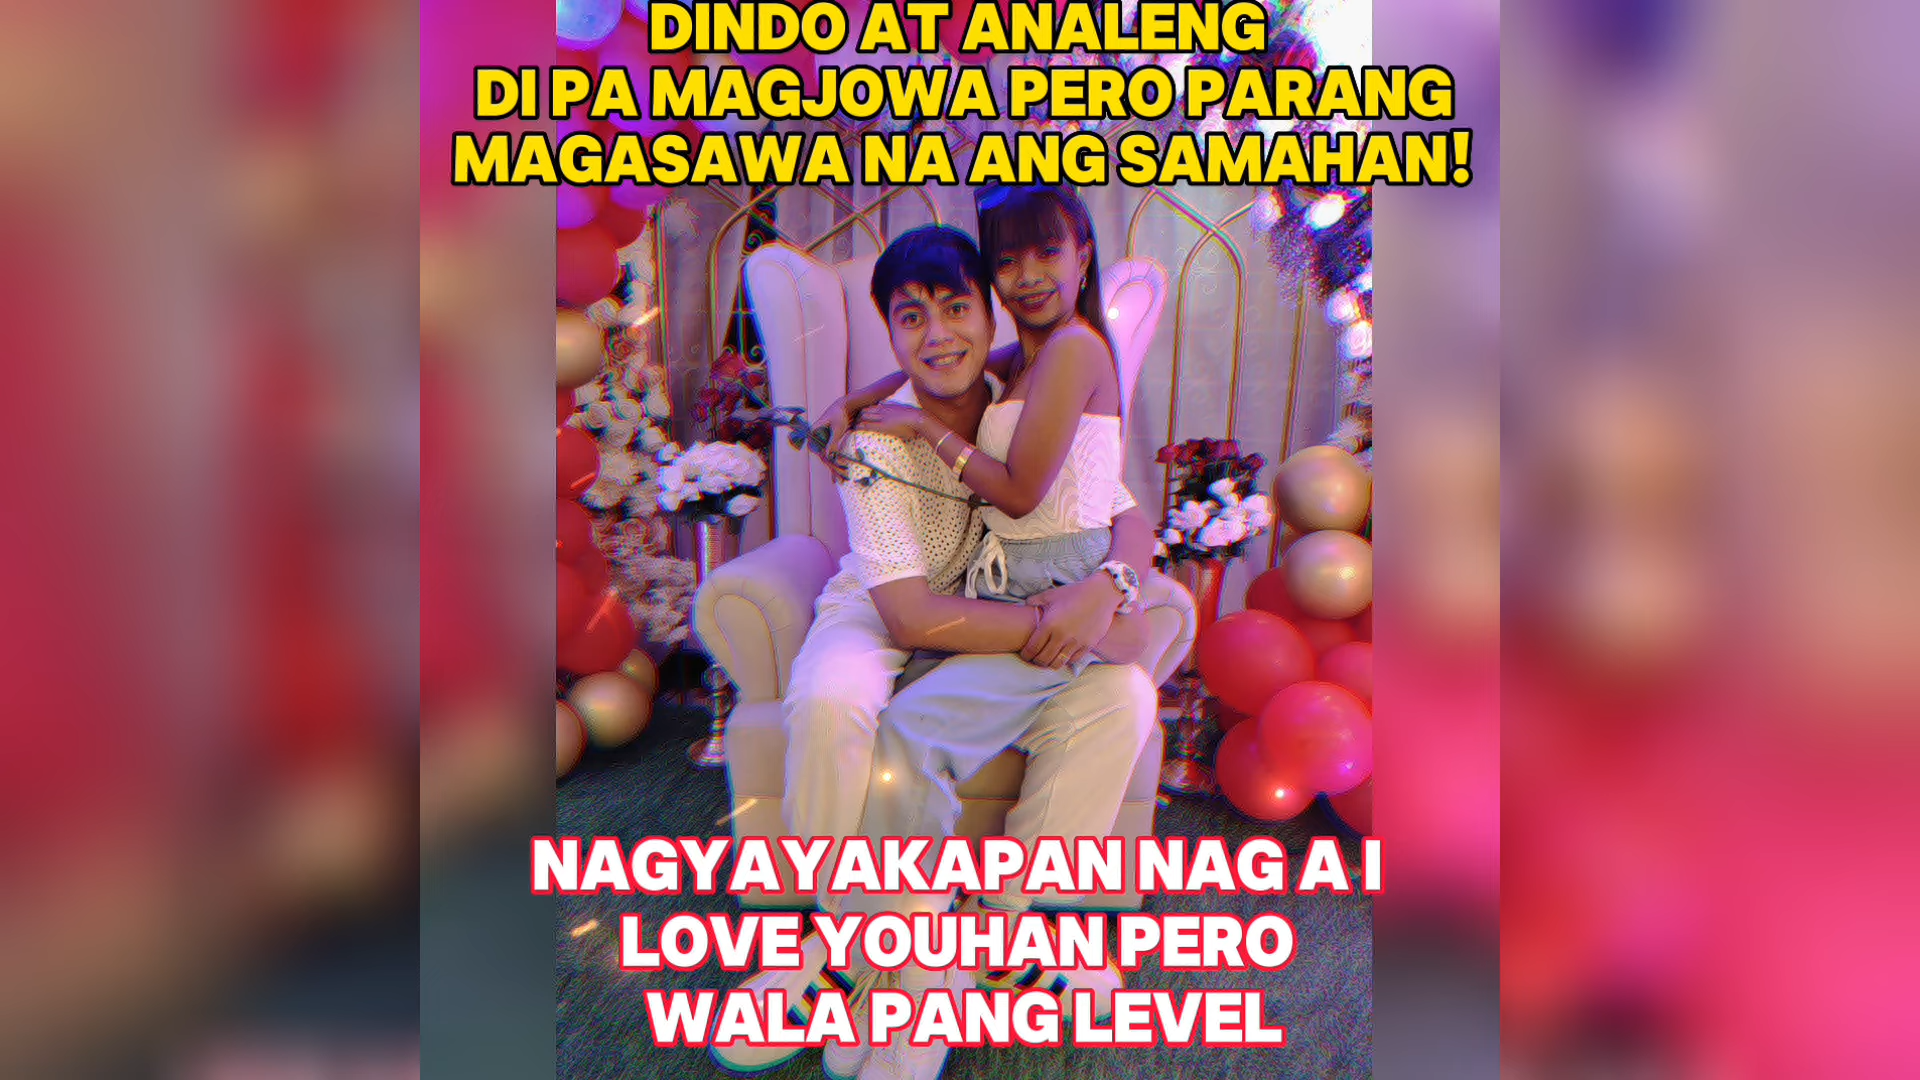 DINDO AT ANALENG
DI PA MAGJOWA PERO PARANG
MAGASAWA NA ANG SAMAHAN!
NAGYAYAKAPAN NAG A I
LOVE YOUHAN PERO
WALA PANG LEVEL